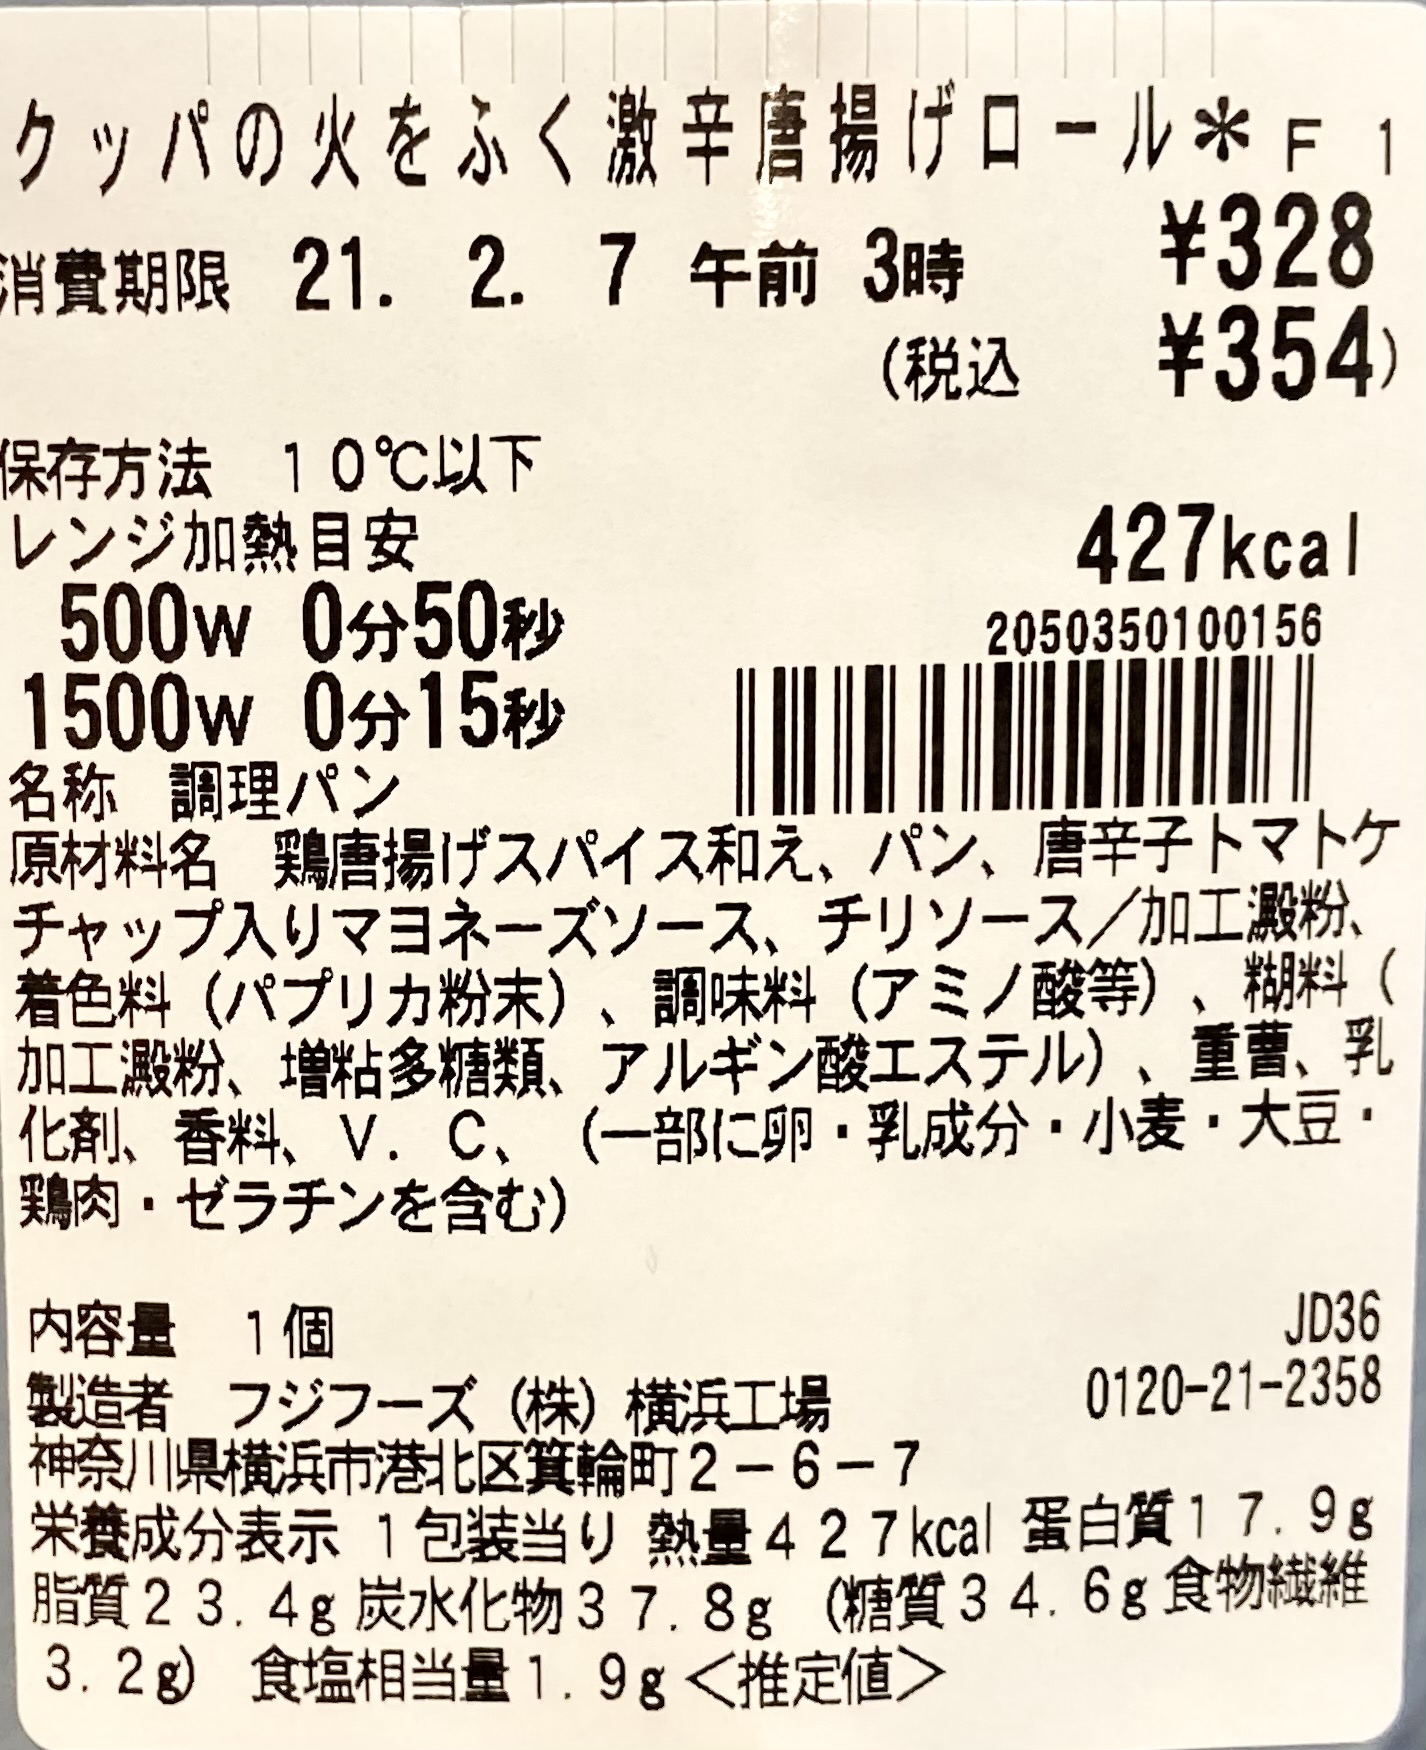 クッパの火をふく激辛唐揚げロール＊Ｆ１
¥328
消費期限 21. 2. 7 午前 3時
(税込 ¥354)
保存方法 １０℃以下
レンジ加熱目安
427kcal
500W 0分50秒
2050350100156
1500W 0分15秒
名称 調理パン
原材料名 鶏唐揚げスパイス和え、パン、唐辛子トマトケ
チャップ入りマヨネーズソース、チリソース／加工澱粉、
着色料（パプリカ粉末）、調味料（アミノ酸等）、糊料（
加工澱粉、増粘多糖類、アルギン酸エステル）、重曹、乳
化剤、香料、Ｖ．Ｃ、（一部に卵・乳成分・小麦・大豆・
鶏肉・ゼラチンを含む）
内容量 １個
JD36
製造者 フジフーズ（株）横浜工場
0120-21-2358
神奈川県横浜市港北区箕輪町２－６－７
栄養成分表示 １包装当り 熱量４２７kcal 蛋白質１７．９g
脂質２３．４g 炭水化物３７．８g （糖質３４．６g 食物繊維
３．２g） 食塩相当量１．９g ＜推定値＞